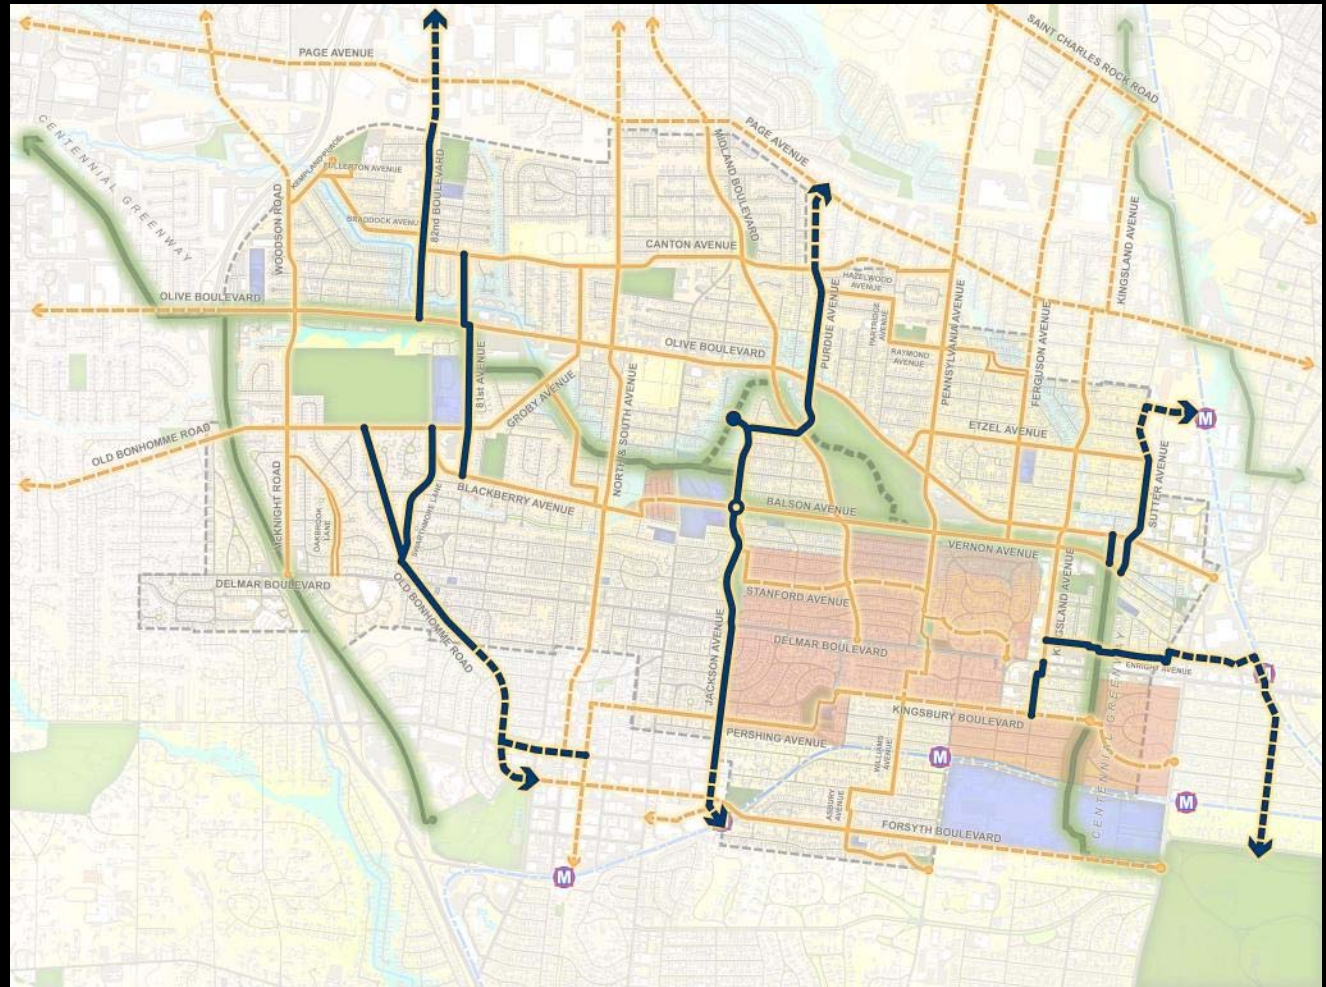 PAGE AVENUE
SAINT CHARLES ROCK ROAD
CENTENNIAL GREENWAY
KEMPLAND PLACE
FULLERTON AVENUE
82nd BOULEVARD
MIDLAND BOULEVARD
PAGE AVENUE
WOODSON ROAD
BRADDOCK AVENU
CANTON AVENUE
KINGSLAND AVENUE
HAZELWOOD
AVENUE
OLIVE BOULEVARD
PARTRIDGE
AVENUE
PURDUE AVENUE
PENNSYLVANIA AVENUE
FERGUSON AVENUE
OLIVE BOULEVARD
RAYMOND
AVENUE
81st AVENUE
GROBY AVENUE
NORTH & SOUTH AVENUE
OLD BONHOMME ROAD
ETZEL AVENUE
M
McKNIGHT ROAD
OAKBROOK
LANE
SWARTHMORE LANE
BLACKBERRY AVENUE
BALSON AVENUE
SUTTER AVENUE
VERNON AVENUE
DELMAR BOULEVARD
OLD BONHOMME ROAD
STANFORD AVENUE
KINGSLAND AVENUE
DELMAR BOULEVARD
JACKSON AVENUE
ENRIGHT AVENUE
KINGSBURY BOULEVARD
PERSHING AVENUE
WILLIAMS
AVENUE
M
CENTENNIAL GREENWAY
M
ASBURY
AVENUE
FORSYTH BOULEVARD
M